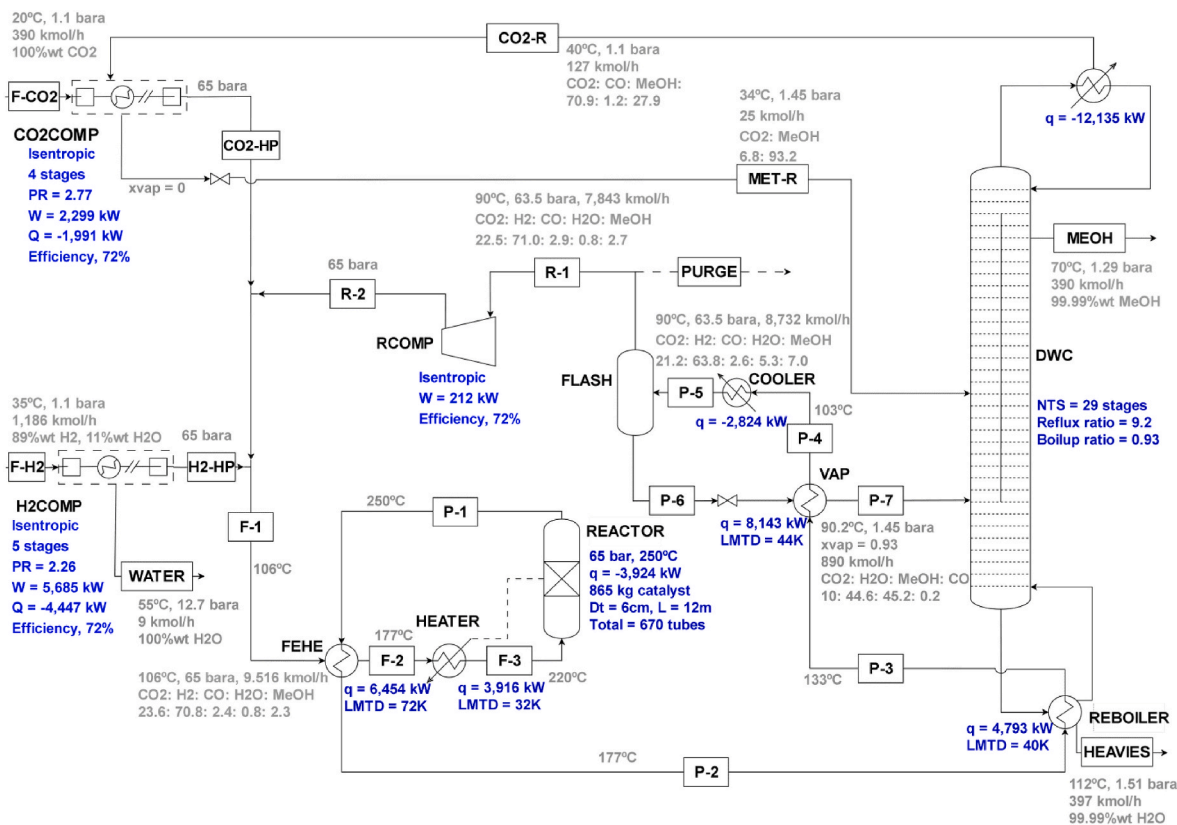 20ºC, 1.1 bara
390 kmol/h
100%wt CO2
F-CO2
65 bara
CO2COMP
Isentropic
4 stages
PR = 2.77
W = 2,299 kW
Q = -1,991 kW
Efficiency, 72%
xvap = 0
CO2-HP
CO2-R
40ºC, 1.1 bara
127 kmol/h
CO2: CO: MeOH:
70.9: 1.2: 27.9
34ºC, 1.45 bara
25 kmol/h
CO2: MeOH
6.8: 93.2
MET-R
q = -12,135 kW
90ºC, 63.5 bara, 7,843 kmol/h
CO2: H2: CO: H2O: MeOH
22.5: 71.0: 2.9: 0.8: 2.7
65 bara
R-2
R-1
PURGE
RCOMP
Isentropic
W = 212 kW
Efficiency, 72%
90ºC, 63.5 bara, 8,732 kmol/h
CO2: H2: CO: H2O: MeOH
21.2: 63.8: 2.6: 5.3: 7.0
FLASH
P-5
COOLER
q = -2,824 kW
103ºC
P-4
VAP
P-6
P-7
q = 8,143 kW
LMTD = 44K
90.2ºC, 1.45 bara
xvap = 0.93
890 kmol/h
CO2: H2O: MeOH: CO
10: 44.6: 45.2: 0.2
MEOH
70ºC, 1.29 bara
390 kmol/h
99.99%wt MeOH
DWC
NTS = 29 stages
Reflux ratio = 9.2
Boilup ratio = 0.93
35ºC, 1.1 bara
1,186 kmol/h
89%wt H2, 11%wt H2O
65 bara
F-H2
H2-HP
H2COMP
Isentropic
5 stages
PR = 2.26
W = 5,685 kW
Q = -4,447 kW
Efficiency, 72%
WATER
55ºC, 12.7 bara
9 kmol/h
100%wt H2O
F-1
106ºC
250ºC
P-1
REACTOR
65 bar, 250ºC
q = -3,924 kW
865 kg catalyst
Dt = 6cm, L = 12m
Total = 670 tubes
FEHE
177ºC
F-2
HEATER
F-3
220ºC
q = 6,454 kW
LMTD = 72K
q = 3,916 kW
LMTD = 32K
106ºC, 65 bara, 9.516 kmol/h
CO2: H2: CO: H2O: MeOH
23.6: 70.8: 2.4: 0.8: 2.3
P-3
133ºC
177ºC
P-2
q = 4,793 kW
LMTD = 40K
REBOILER
HEAVIES
112ºC, 1.51 bara
397 kmol/h
99.99%wt H2O